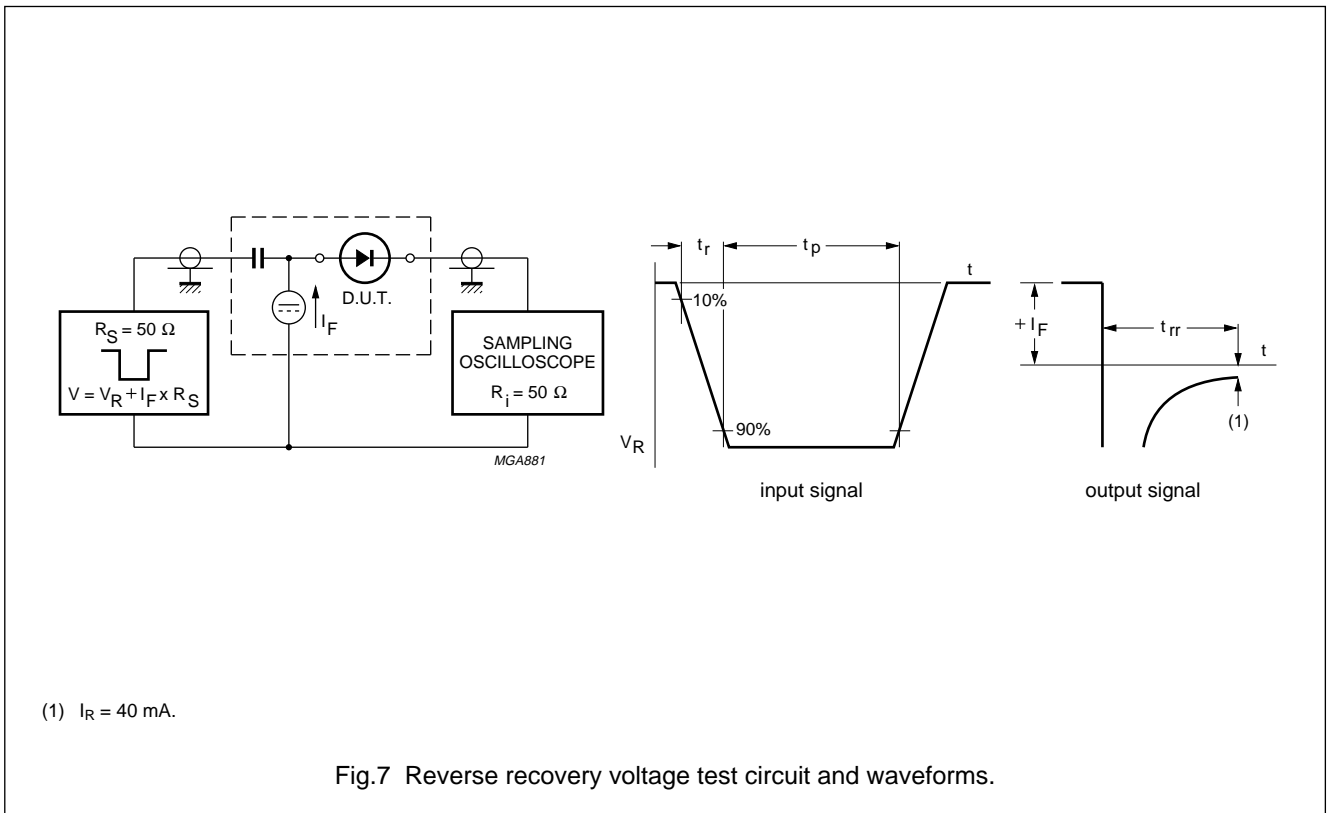 D.U.T.
I_F
R_S = 50 Ω
V = V_R + I_F x R_S
SAMPLING
OSCILLOSCOPE
R_i = 50 Ω
MGA881
t_r
t_p
t
10%
90%
V_R
input signal
+ I_F
t_rr
t
(1)
output signal
(1) I_R = 40 mA.
Fig.7 Reverse recovery voltage test circuit and waveforms.